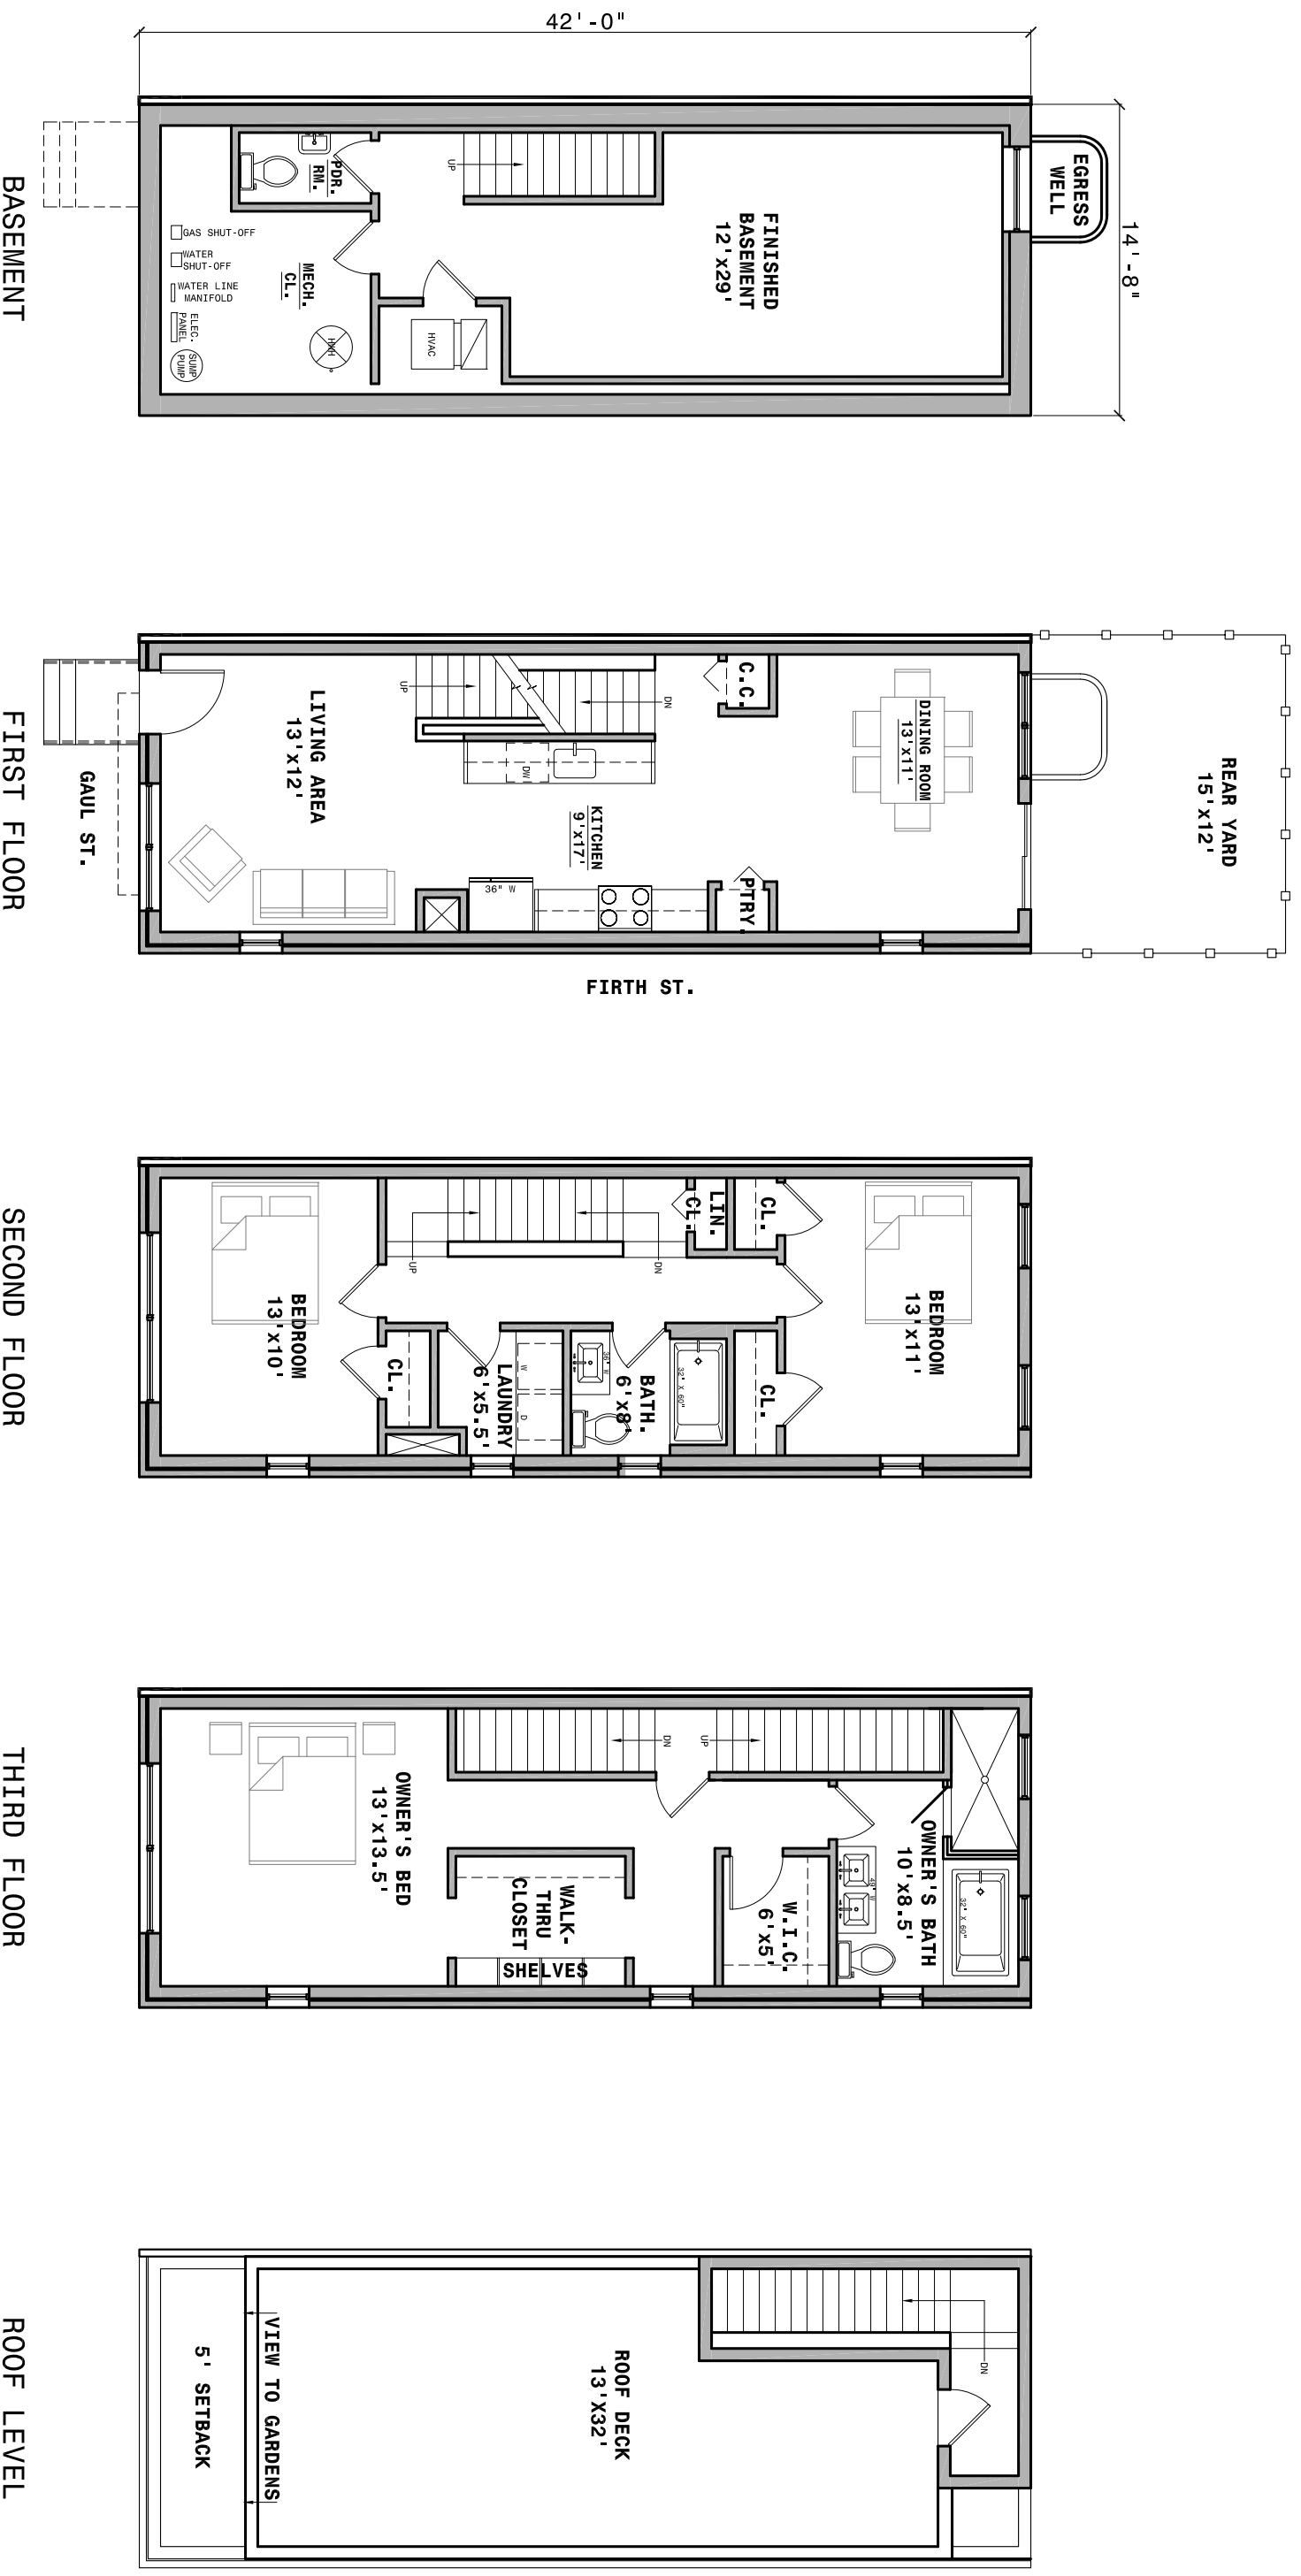 42'-0"
14'-8"
EGRESS
WELL
FINISHED
BASEMENT
12'x29'
UP
PDR.
RM.
MECH.
CL.
GAS SHUT-OFF
WATER
SHUT-OFF
WATER LINE
MANIFOLD
ELEC.
PANEL
SUMP
PUMP
HVAC
BASEMENT
REAR YARD
15'x12'
DINING ROOM
13'x11'
C.C.
PTRY.
DN
UP
DW
KITCHEN
9'x17'
36" W
LIVING AREA
13'x12'
GAUL ST.
FIRTH ST.
FIRST FLOOR
BEDROOM
13'x11'
CL.
LIN.
CL.
CL.
DN
UP
BATH.
6'x8'
36" W
32" X 60"
LAUNDRY
6'x5.5'
W
D
CL.
BEDROOM
13'x10'
SECOND FLOOR
OWNER'S BATH
10'x8.5'
32" X 60"
W.I.C.
6'x5'
DN
UP
WALK-
THRU
CLOSET
SHELVES
OWNER'S BED
13'x13.5'
THIRD FLOOR
DN
ROOF DECK
13'X32'
VIEW TO GARDENS
5' SETBACK
ROOF LEVEL